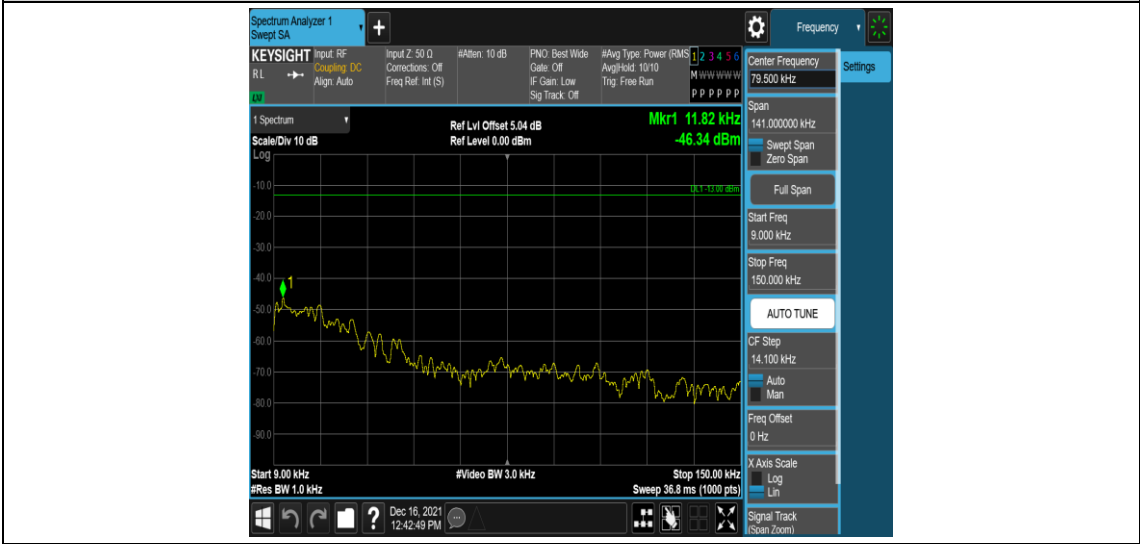 Spectrum Analyzer 1
Swept SA
+
Frequency
KEYSIGHT
RL
Input: RF
Coupling: DC
Align: Auto
Input Z: 50 Ω
Corrections: Off
Freq Ref: Int (S)
#Atten: 10 dB
PNO: Best Wide
Gate: Off
IF Gain: Low
Sig Track: Off
#Avg Type: Power (RMS
Avg|Hold: 10/10
Trig: Free Run
1 2 3 4 5 6
M W W W W W
P P P P P P
1 Spectrum
Scale/Div 10 dB
Log
Ref Lvl Offset 5.04 dB
Ref Level 0.00 dBm
Mkr1 11.82 kHz
-46.34 dBm
DL1 -13.00 dBm
-10.0
-20.0
-30.0
-40.0
-50.0
-60.0
-70.0
-80.0
-90.0
1
Start 9.00 kHz
#Res BW 1.0 kHz
#Video BW 3.0 kHz
Stop 150.00 kHz
Sweep 36.8 ms (1000 pts)
Center Frequency
79.500 kHz
Settings
Span
141.000000 kHz
Swept Span
Zero Span
Full Span
Start Freq
9.000 kHz
Stop Freq
150.000 kHz
AUTO TUNE
CF Step
14.100 kHz
Auto
Man
Freq Offset
0 Hz
X Axis Scale
Log
Lin
Signal Track
(Span Zoom)
?
Dec 16, 2021
12:42:49 PM